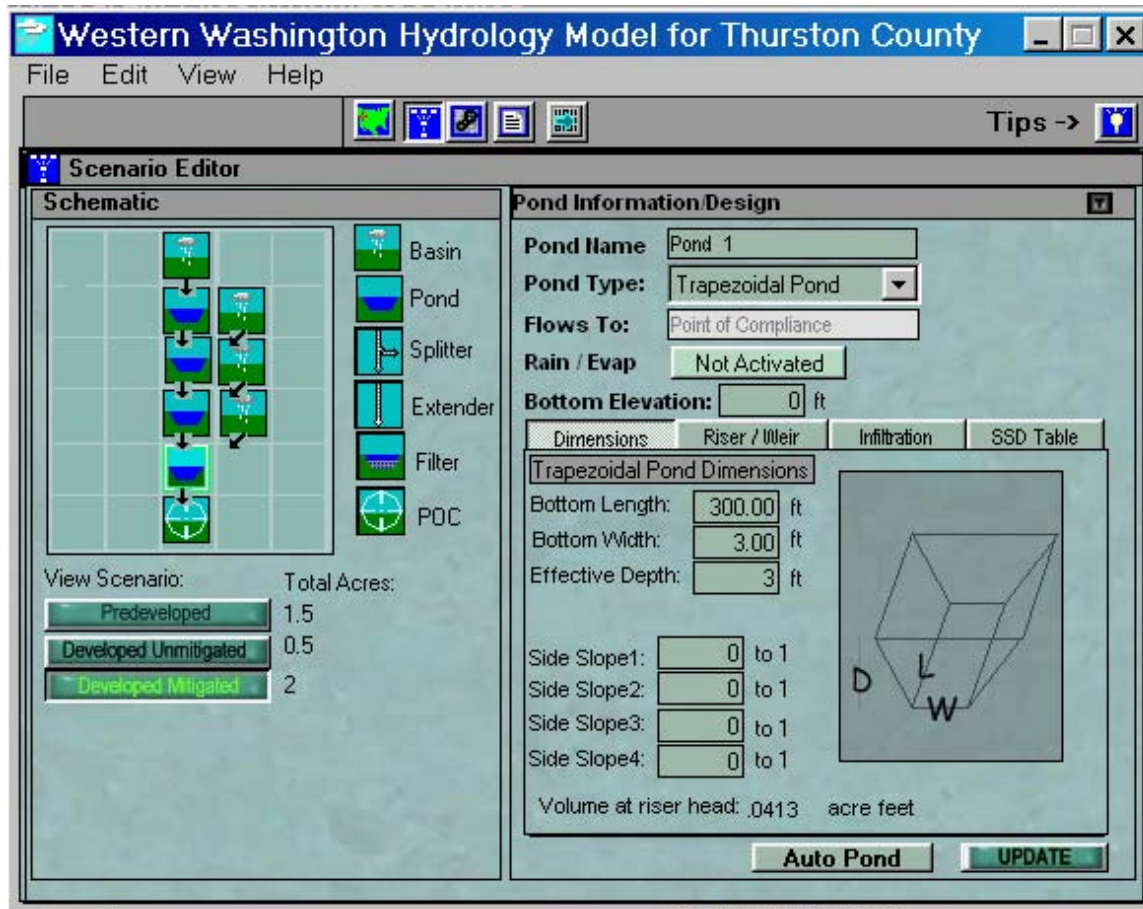 Western Washington Hydrology Model for Thurston County
File Edit View Help
Tips ->
Scenario Editor
Schematic
Basin
Pond
Splitter
Extender
Filter
POC
View Scenario: Total Acres:
Predeveloped 1.5
Developed Unmitigated 0.5
Developed Mitigated 2
Pond Information/Design
Pond Name Pond 1
Pond Type: Trapezoidal Pond
Flows To: Point of Compliance
Rain / Evap Not Activated
Bottom Elevation: 0 ft
Dimensions Riser / Weir Infiltration SSD Table
Trapezoidal Pond Dimensions
Bottom Length: 300.00 ft
Bottom Width: 3.00 ft
Effective Depth: 3 ft
Side Slope1: 0 to 1
Side Slope2: 0 to 1
Side Slope3: 0 to 1
Side Slope4: 0 to 1
D L
W
Volume at riser head: .0413 acre feet
Auto Pond UPDATE